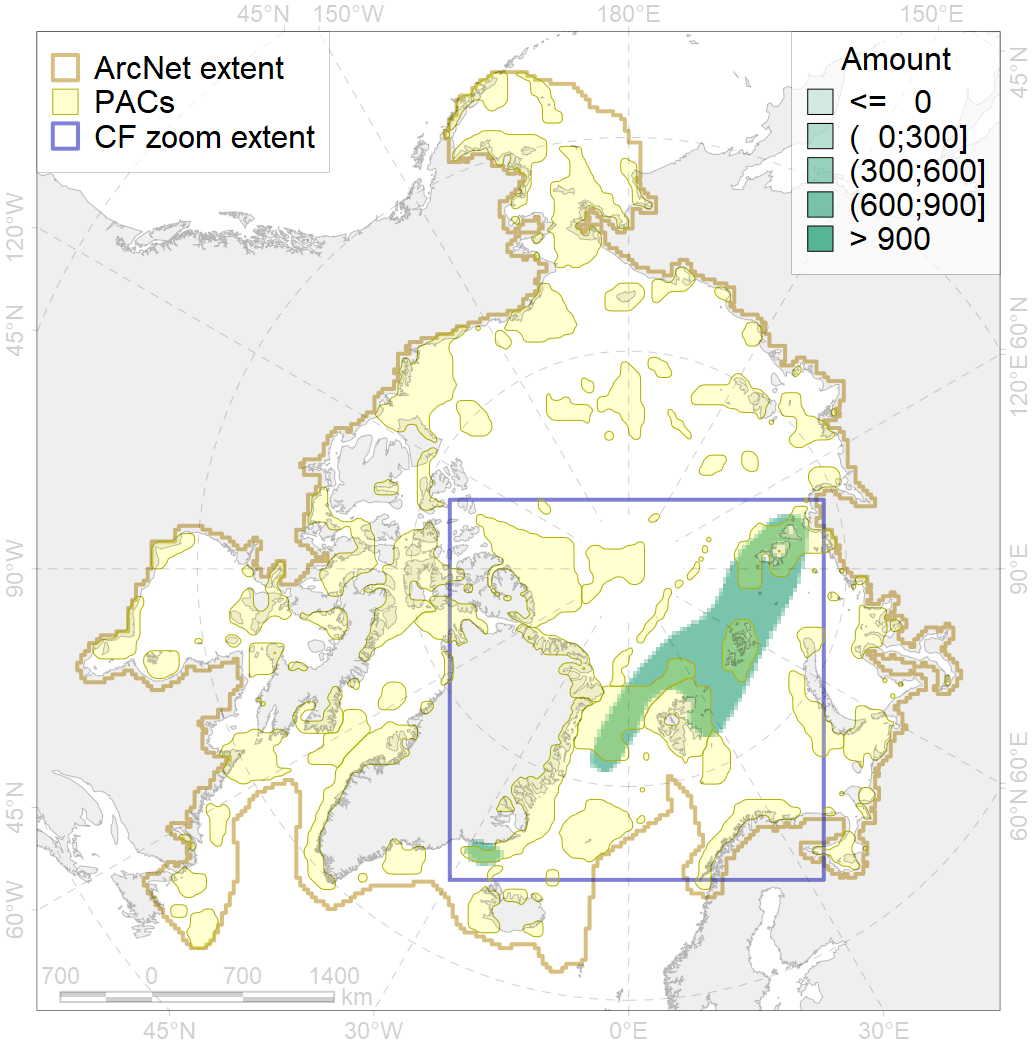 45°N 150°W 180°E 150°E
ArcNet extent
PACs
CF zoom extent
Amount
<= 0
( 0;300]
(300;600]
(600;900]
> 900
45°N
120°W
45°N
60°N
120°E
90°W
90°E
45°N
60°E
60°N
60°W
700 0 700 1400
km
45°N 30°W 0°E 30°E